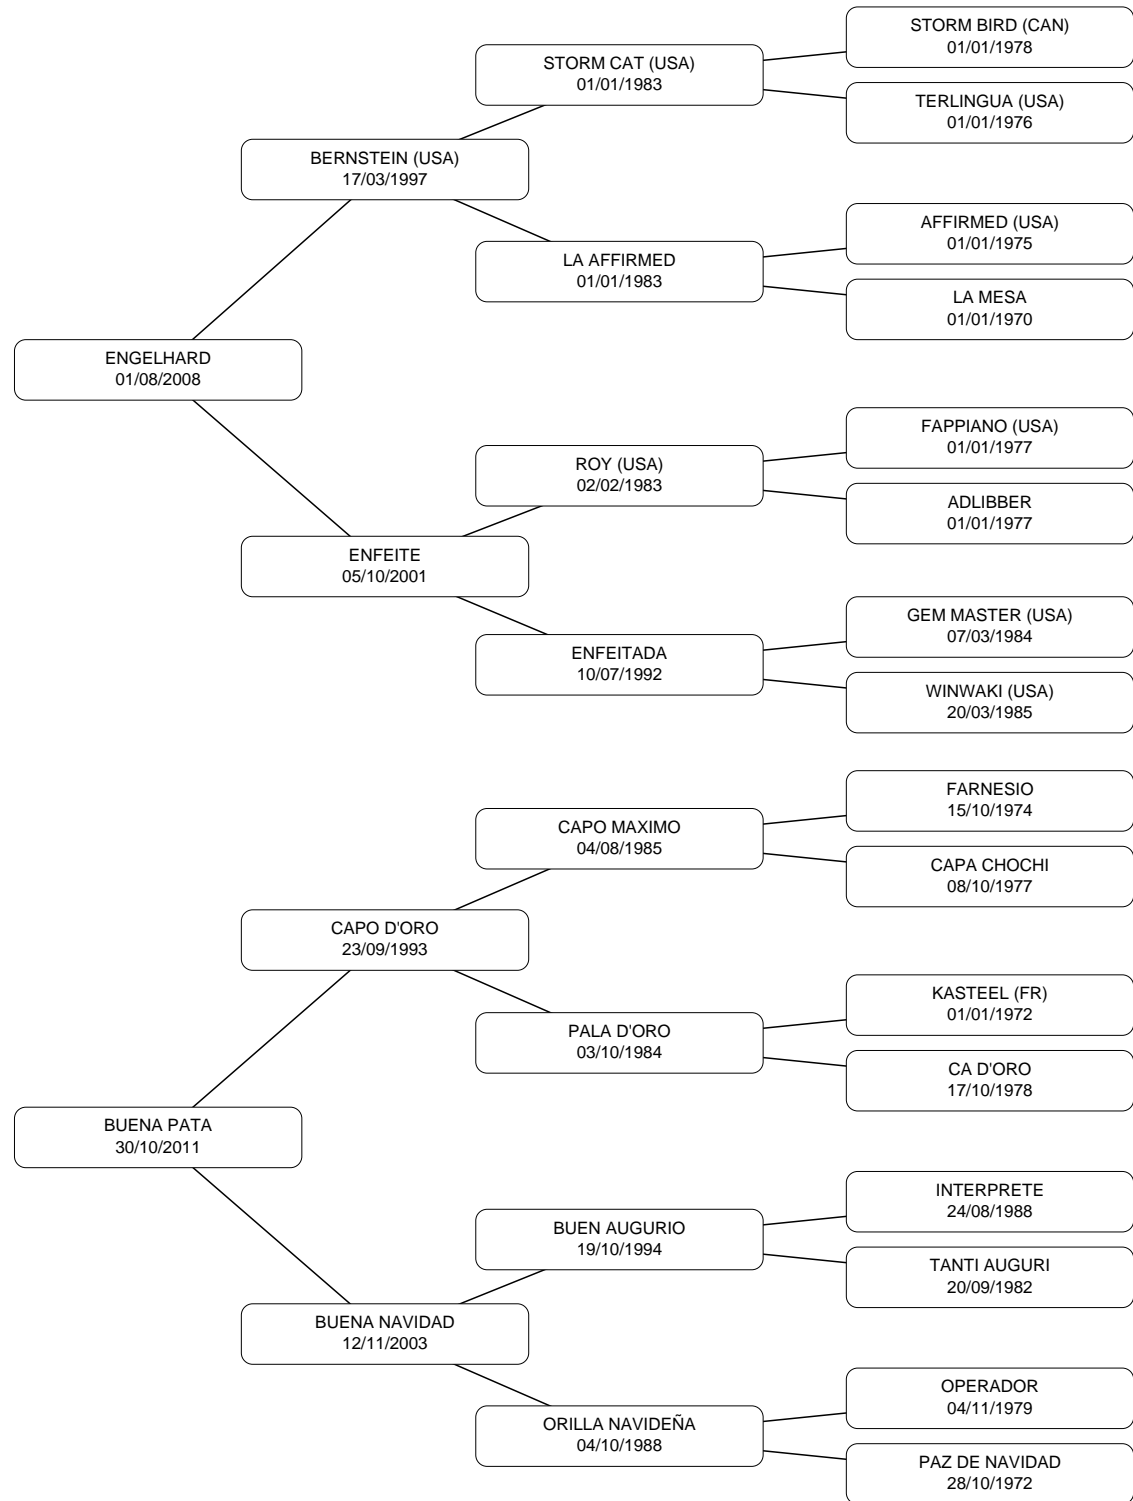 STORM BIRD (CAN)
01/01/1978
STORM CAT (USA)
01/01/1983
TERLINGUA (USA)
01/01/1976
BERNSTEIN (USA)
17/03/1997
AFFIRMED (USA)
01/01/1975
LA AFFIRMED
01/01/1983
LA MESA
01/01/1970
ENGELHARD
01/08/2008
FAPPIANO (USA)
01/01/1977
ROY (USA)
02/02/1983
ADLIBBER
01/01/1977
ENFEITE
05/10/2001
GEM MASTER (USA)
07/03/1984
ENFEITADA
10/07/1992
WINWAKI (USA)
20/03/1985
FARNESIO
15/10/1974
CAPO MAXIMO
04/08/1985
CAPA CHOCHI
08/10/1977
CAPO D'ORO
23/09/1993
KASTEEL (FR)
01/01/1972
PALA D'ORO
03/10/1984
CA D'ORO
17/10/1978
BUENA PATA
30/10/2011
INTERPRETE
24/08/1988
BUEN AUGURIO
19/10/1994
TANTI AUGURI
20/09/1982
BUENA NAVIDAD
12/11/2003
OPERADOR
04/11/1979
ORILLA NAVIDEÑA
04/10/1988
PAZ DE NAVIDAD
28/10/1972